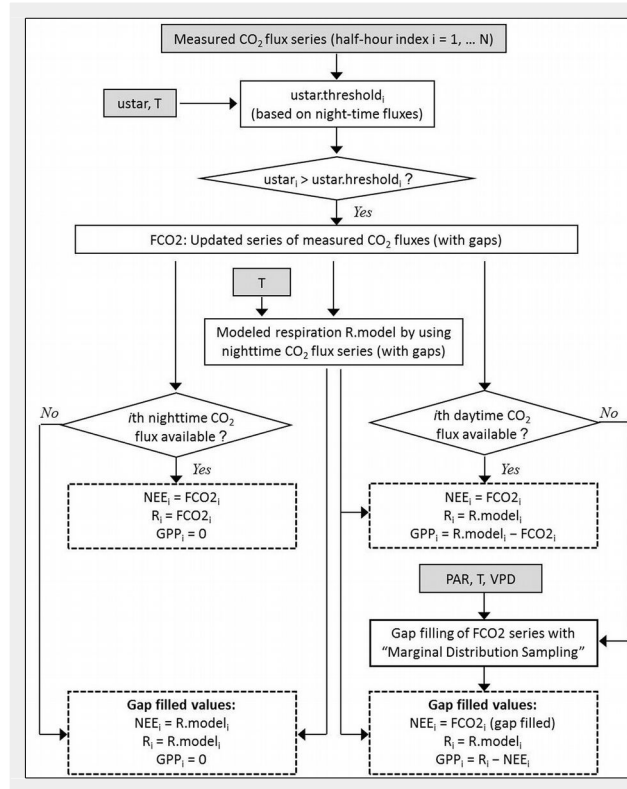 Measured CO₂ flux series (half-hour index i = 1, … N)
ustar, T
ustar.thresholdᵢ
(based on night-time fluxes)
ustarᵢ > ustar.hresholdᵢ ?
Yes
FCO2: Updated series of measured CO₂ fluxes (with gaps)
T
Modeled respiration R.model by using
nighttime CO₂ flux series (with gaps)
No
ith nighttime CO₂
flux available ?
Yes
NEEᵢ = FCO2ᵢ
Rᵢ = FCO2ᵢ
GPPᵢ = 0
ith daytime CO₂
flux available ?
No
Yes
NEEᵢ = FCO2ᵢ
Rᵢ = R.modelᵢ
GPPᵢ = R.modelᵢ – FCO2ᵢ
PAR, T, VPD
Gap filling of FCO2 series with
“Marginal Distribution Sampling”
Gap filled values:
NEEᵢ = R.modelᵢ
Rᵢ = R.modelᵢ
GPPᵢ = 0
Gap filled values:
NEEᵢ = FCO2ᵢ (gap filled)
Rᵢ = R.modelᵢ
GPPᵢ = Rᵢ – NEEᵢ